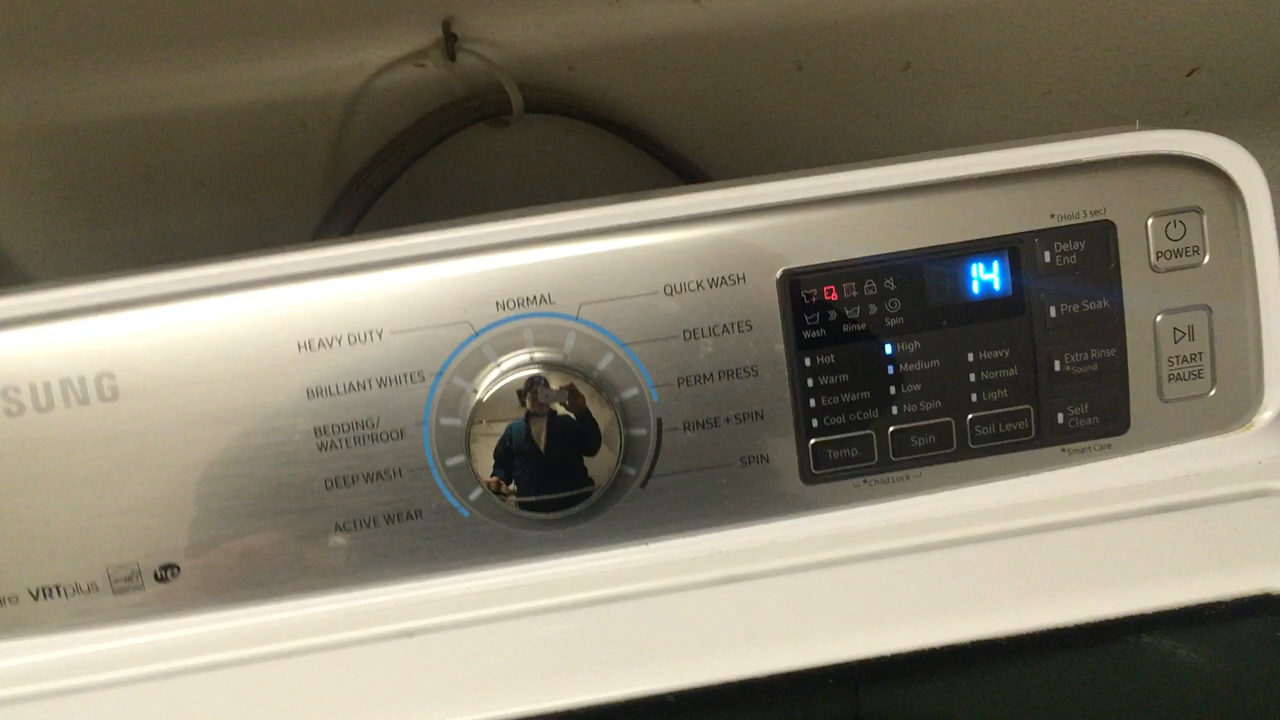 SUNG
VRTplus
HEAVY DUTY
BRILLIANT WHITES
BEDDING/
WATERPROOF
DEEP WASH
ACTIVE WEAR
NORMAL
QUICK WASH
DELICATES
PERM PRESS
RINSE + SPIN
SPIN
14
Wash
Rinse
Spin
Hot
Warm
Eco Warm
Cool Cold
Temp.
High
Medium
Low
No Spin
Spin
Heavy
Normal
Light
Soil Level
*Child Lock
*(Hold 3 sec)
Delay
End
Pre Soak
Extra Rinse
*Sound
Self
Clean
*Smart Care
POWER
START
PAUSE